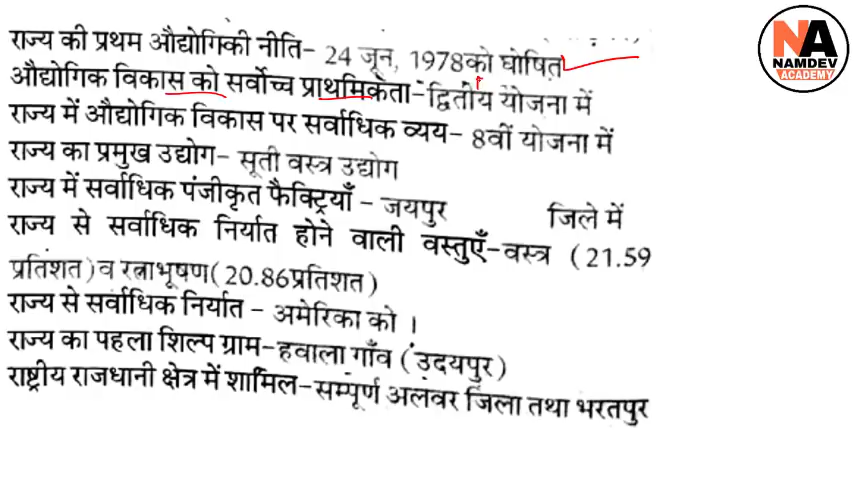 राज्य की प्रथम औद्योगिकी नीति- 24 जून, 1978को घोषित
औद्योगिक विकास को सर्वोच्च प्राथमिकता-द्वितीय योजना में
राज्य में औद्योगिक विकास पर सर्वाधिक व्यय- 8वीं योजना में
राज्य का प्रमुख उद्योग- सूती वस्त्र उद्योग
राज्य में सर्वाधिक पंजीकृत फैक्ट्रियाँ - जयपुर जिले में
राज्य से सर्वाधिक निर्यात होने वाली वस्तुएँ-वस्त्र (21.59
प्रतिशत) व रत्नाभूषण(20.86प्रतिशत)
राज्य से सर्वाधिक निर्यात - अमेरिका को ।
राज्य का पहला शिल्प ग्राम-हवाला गाँव (उदयपुर)
राष्ट्रीय राजधानी क्षेत्र में शामिल-सम्पूर्ण अलवर जिला तथा भरतपुर
NA
NAMDEV
ACADEMY